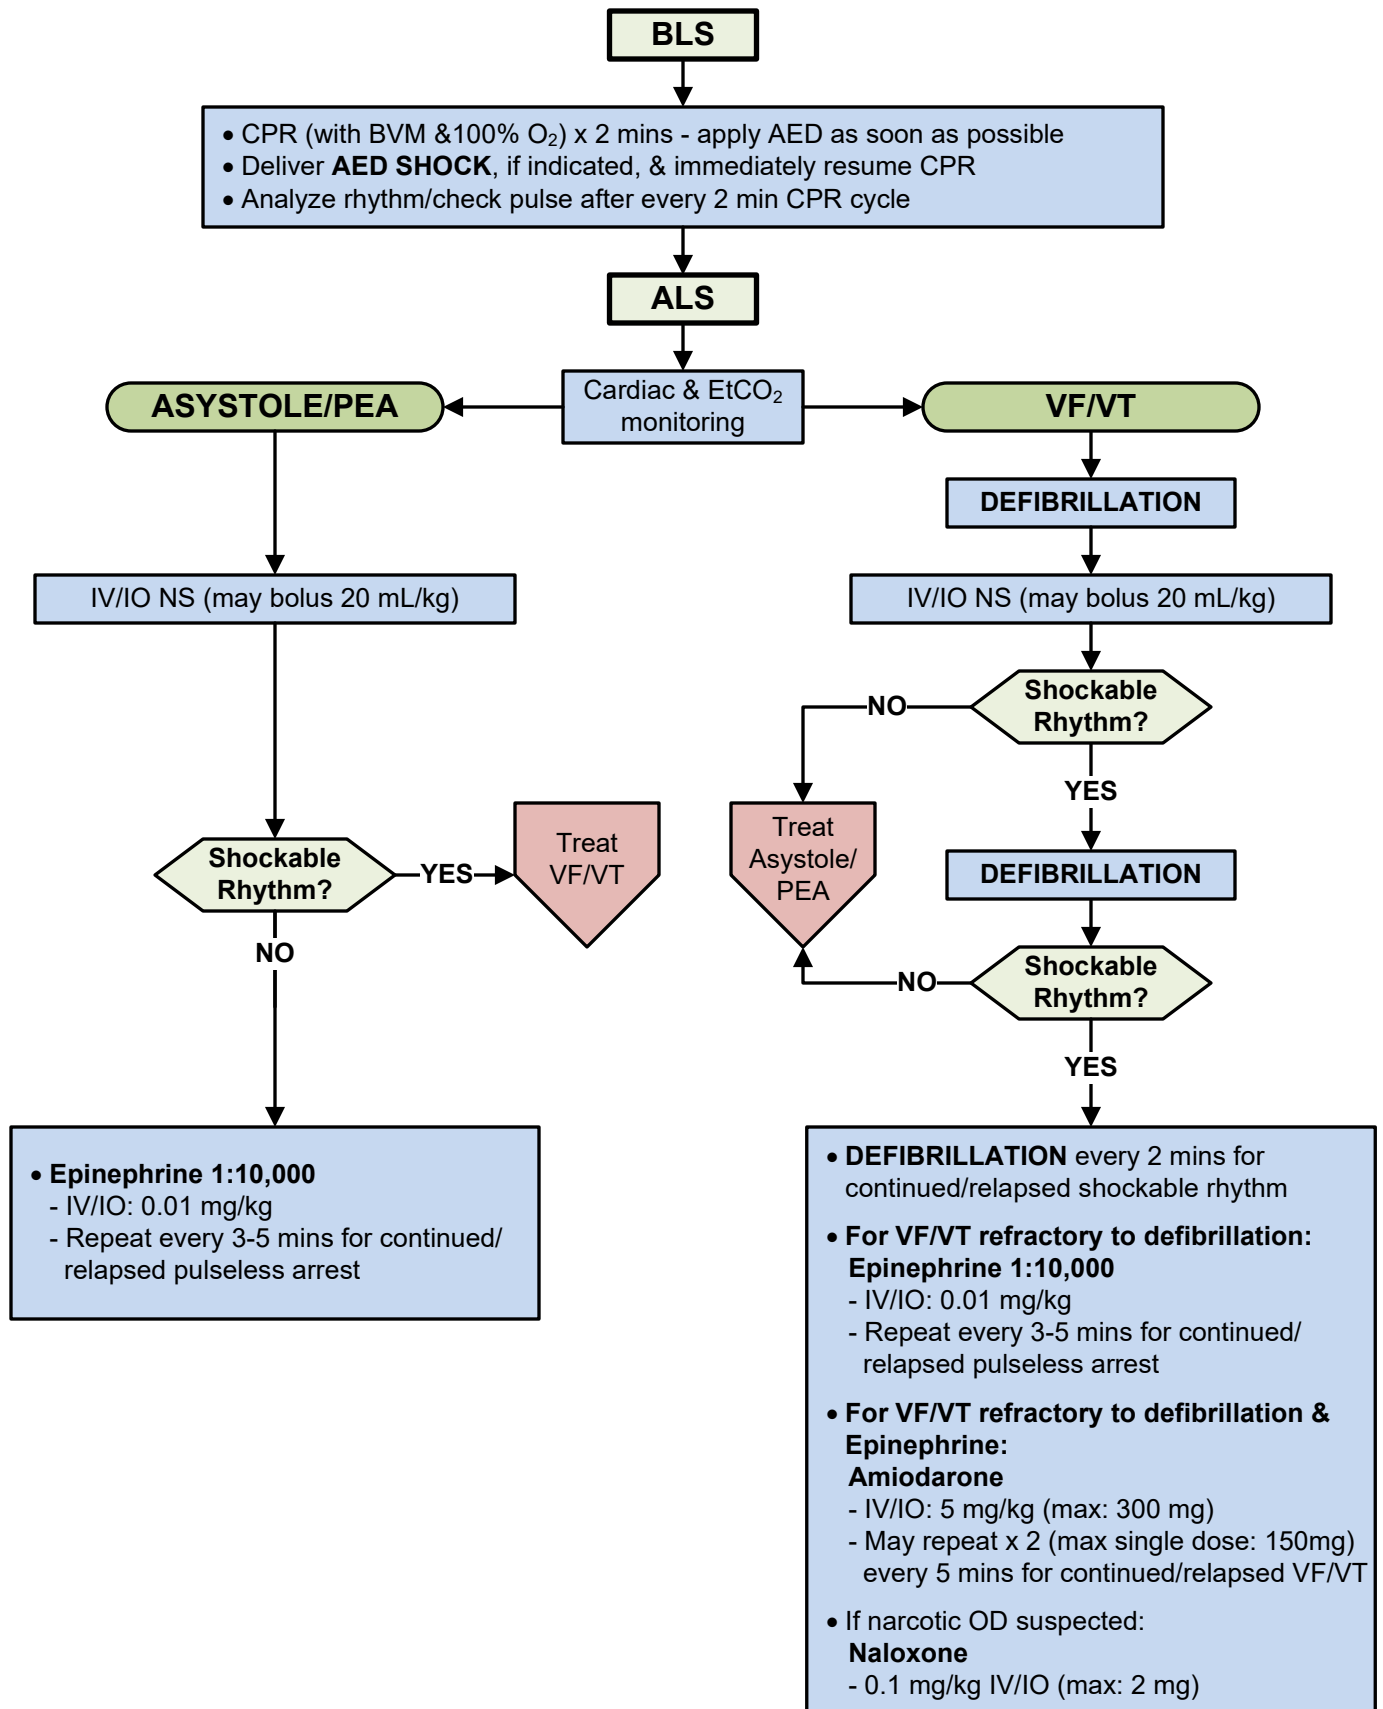 BLS
• CPR (with BVM &100% O₂) x 2 mins - apply AED as soon as possible
• Deliver AED SHOCK, if indicated, & immediately resume CPR
• Analyze rhythm/check pulse after every 2 min CPR cycle
ALS
Cardiac & EtCO₂
monitoring
ASYSTOLE/PEA
VF/VT
DEFIBRILLATION
IV/IO NS (may bolus 20 mL/kg)
IV/IO NS (may bolus 20 mL/kg)
Shockable
Rhythm?
NO
YES
Treat
Asystole/
PEA
Shockable
Rhythm?
YES
Treat
VF/VT
NO
DEFIBRILLATION
Shockable
Rhythm?
NO
YES
• Epinephrine 1:10,000
- IV/IO: 0.01 mg/kg
- Repeat every 3-5 mins for continued/
relapsed pulseless arrest
• DEFIBRILLATION every 2 mins for
continued/relapsed shockable rhythm
• For VF/VT refractory to defibrillation:
Epinephrine 1:10,000
- IV/IO: 0.01 mg/kg
- Repeat every 3-5 mins for continued/
relapsed pulseless arrest
• For VF/VT refractory to defibrillation &
Epinephrine:
Amiodarone
- IV/IO: 5 mg/kg (max: 300 mg)
- May repeat x 2 (max single dose: 150mg)
every 5 mins for continued/relapsed VF/VT
• If narcotic OD suspected:
Naloxone
- 0.1 mg/kg IV/IO (max: 2 mg)